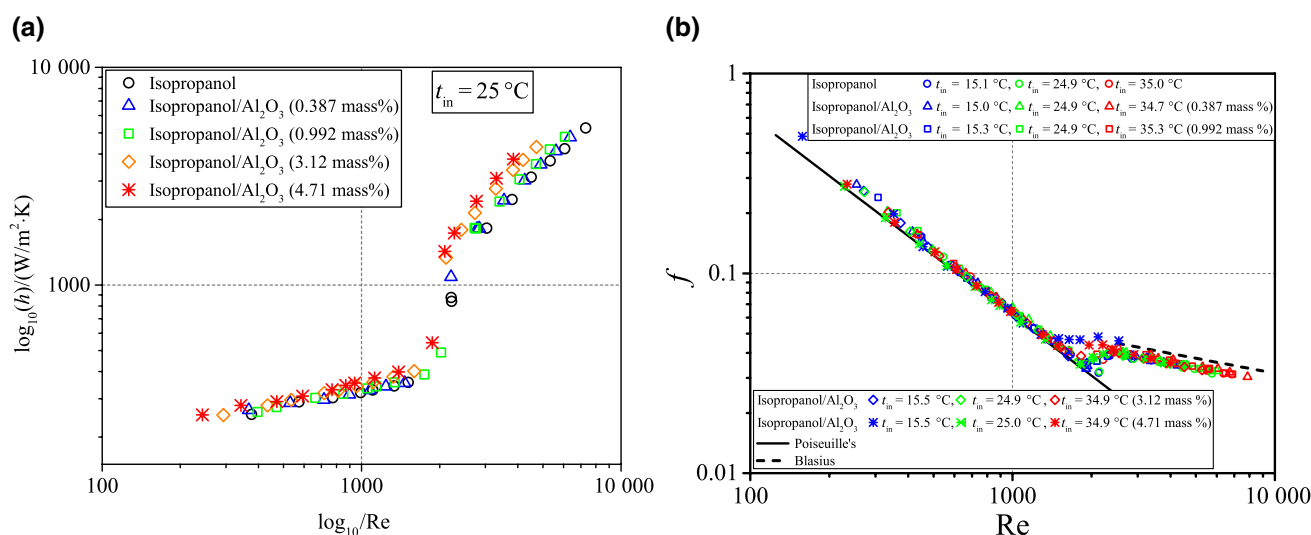 (a)
10 000
1000
log10(h)/(W/m2·K)
Isopropanol
Isopropanol/Al2O3 (0.387 mass%)
Isopropanol/Al2O3 (0.992 mass%)
Isopropanol/Al2O3 (3.12 mass%)
Isopropanol/Al2O3 (4.71 mass%)
tin = 25 °C
100 1000 10 000
log10/Re
(b)
1
0.1
0.01
f
Isopropanol tin = 15.1 °C, tin = 24.9 °C, tin = 35.0 °C
Isopropanol/Al2O3 tin = 15.0 °C, tin = 24.9 °C, tin = 34.7 °C (0.387 mass %)
Isopropanol/Al2O3 tin = 15.3 °C, tin = 24.9 °C, tin = 35.3 °C (0.992 mass %)
Isopropanol/Al2O3 tin = 15.5 °C, tin = 24.9 °C, tin = 34.9 °C (3.12 mass %)
Isopropanol/Al2O3 tin = 15.5 °C, tin = 25.0 °C, tin = 34.9 °C (4.71 mass %)
Poiseuille's
Blasius
100 1000 10 000
Re